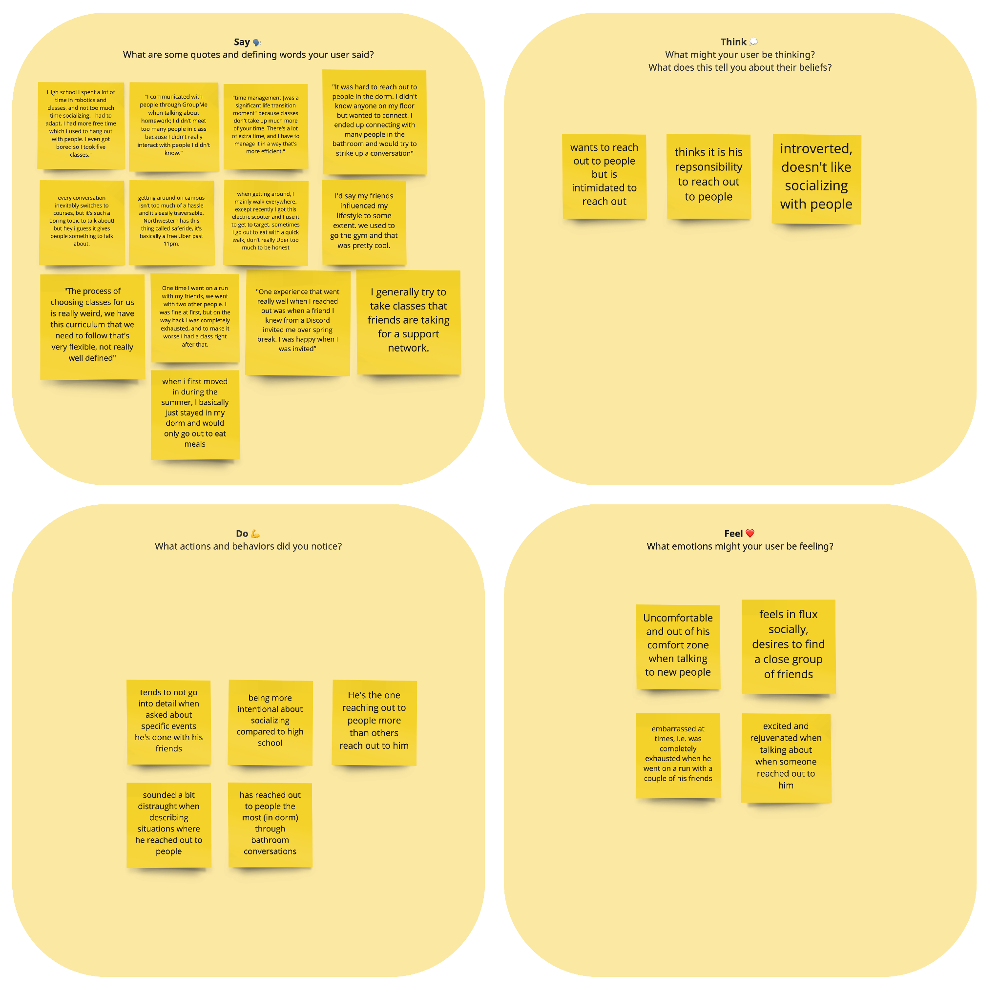 Say 🗣️
What are some quotes and defining words your user said?
High school I spent a lot of
time in robotics and
classes, and not too much
time socializing. I had to
adapt. I had more free time
which I used to hang out
with people. I even got
bored so I took five
classes."
"I communicated with
people through GroupMe
when talking about
homework; I didn't meet
too many people in class
because I didn't really
interact with people I didn't
know."
"time management [was a
significant life transition
moment" because classes
don't take up much more
of your time. There's a lot
of extra time, and I have to
manage it in a way that's
more efficient."
"It was hard to reach out to
people in the dorm. I didn't
know anyone on my floor
but wanted to connect. I
ended up connecting with
many people in the
bathroom and would try to
strike up a conversation"
every conversation
inevitably switches to
courses, but it's such a
boring topic to talk about!
but hey i guess it gives
people something to talk
about.
getting around on campus
isn't too much of a hassle
and it's easily traversable.
Northwestern has this
thing called saferide, it's
basically a free Uber past
11pm.
when getting around, I
mainly walk everywhere.
except recently I got this
electric scooter and I use it
to get to target. sometimes
I go out to eat with a quick
walk, don't really Uber too
much to be honest
I'd say my friends
influenced my
lifestyle to some
extent. we used to
go the gym and that
was pretty cool.
"The process of
choosing classes for us
is really weird, we have
this curriculum that we
need to follow that's
very flexible, not really
well defined"
One time I went on a run
with my friends, we went
with two other people. I
was fine at first, but on the
way back I was completely
exhausted, and to make it
worse I had a class right
after that.
"One experience that went
really well when I reached
out was when a friend I
knew from a Discord
invited me over spring
break. I was happy when I
was invited"
I generally try to
take classes that
friends are taking
for a support
network.
when i first moved
in during the
summer, I basically
just stayed in my
dorm and would
only go out to eat
meals
Think 💭
What might your user be thinking?
What does this tell you about their beliefs?
wants to reach
out to people
but is
intimidated to
reach out
thinks it is his
repsonsibility
to reach out
to people
introverted,
doesn't like
socializing
with people
Do 💪
What actions and behaviors did you notice?
tends to not go
into detail when
asked about
specific events
he's done with his
friends
being more
intentional about
socializing
compared to high
school
He's the one
reaching out to
people more
than others
reach out to him
sounded a bit
distraught when
describing
situations where
he reached out to
people
has reached out
to people the
most (in dorm)
through
bathroom
conversations
Feel ❤️
What emotions might your user be feeling?
Uncomfortable
and out of his
comfort zone
when talking
to new people
feels in flux
socially,
desires to find
a close group
of friends
embarrassed at
times, i.e. was
completely
exhausted when he
went on a run with a
couple of his friends
excited and
rejuvenated when
talking about
when someone
reached out to
him